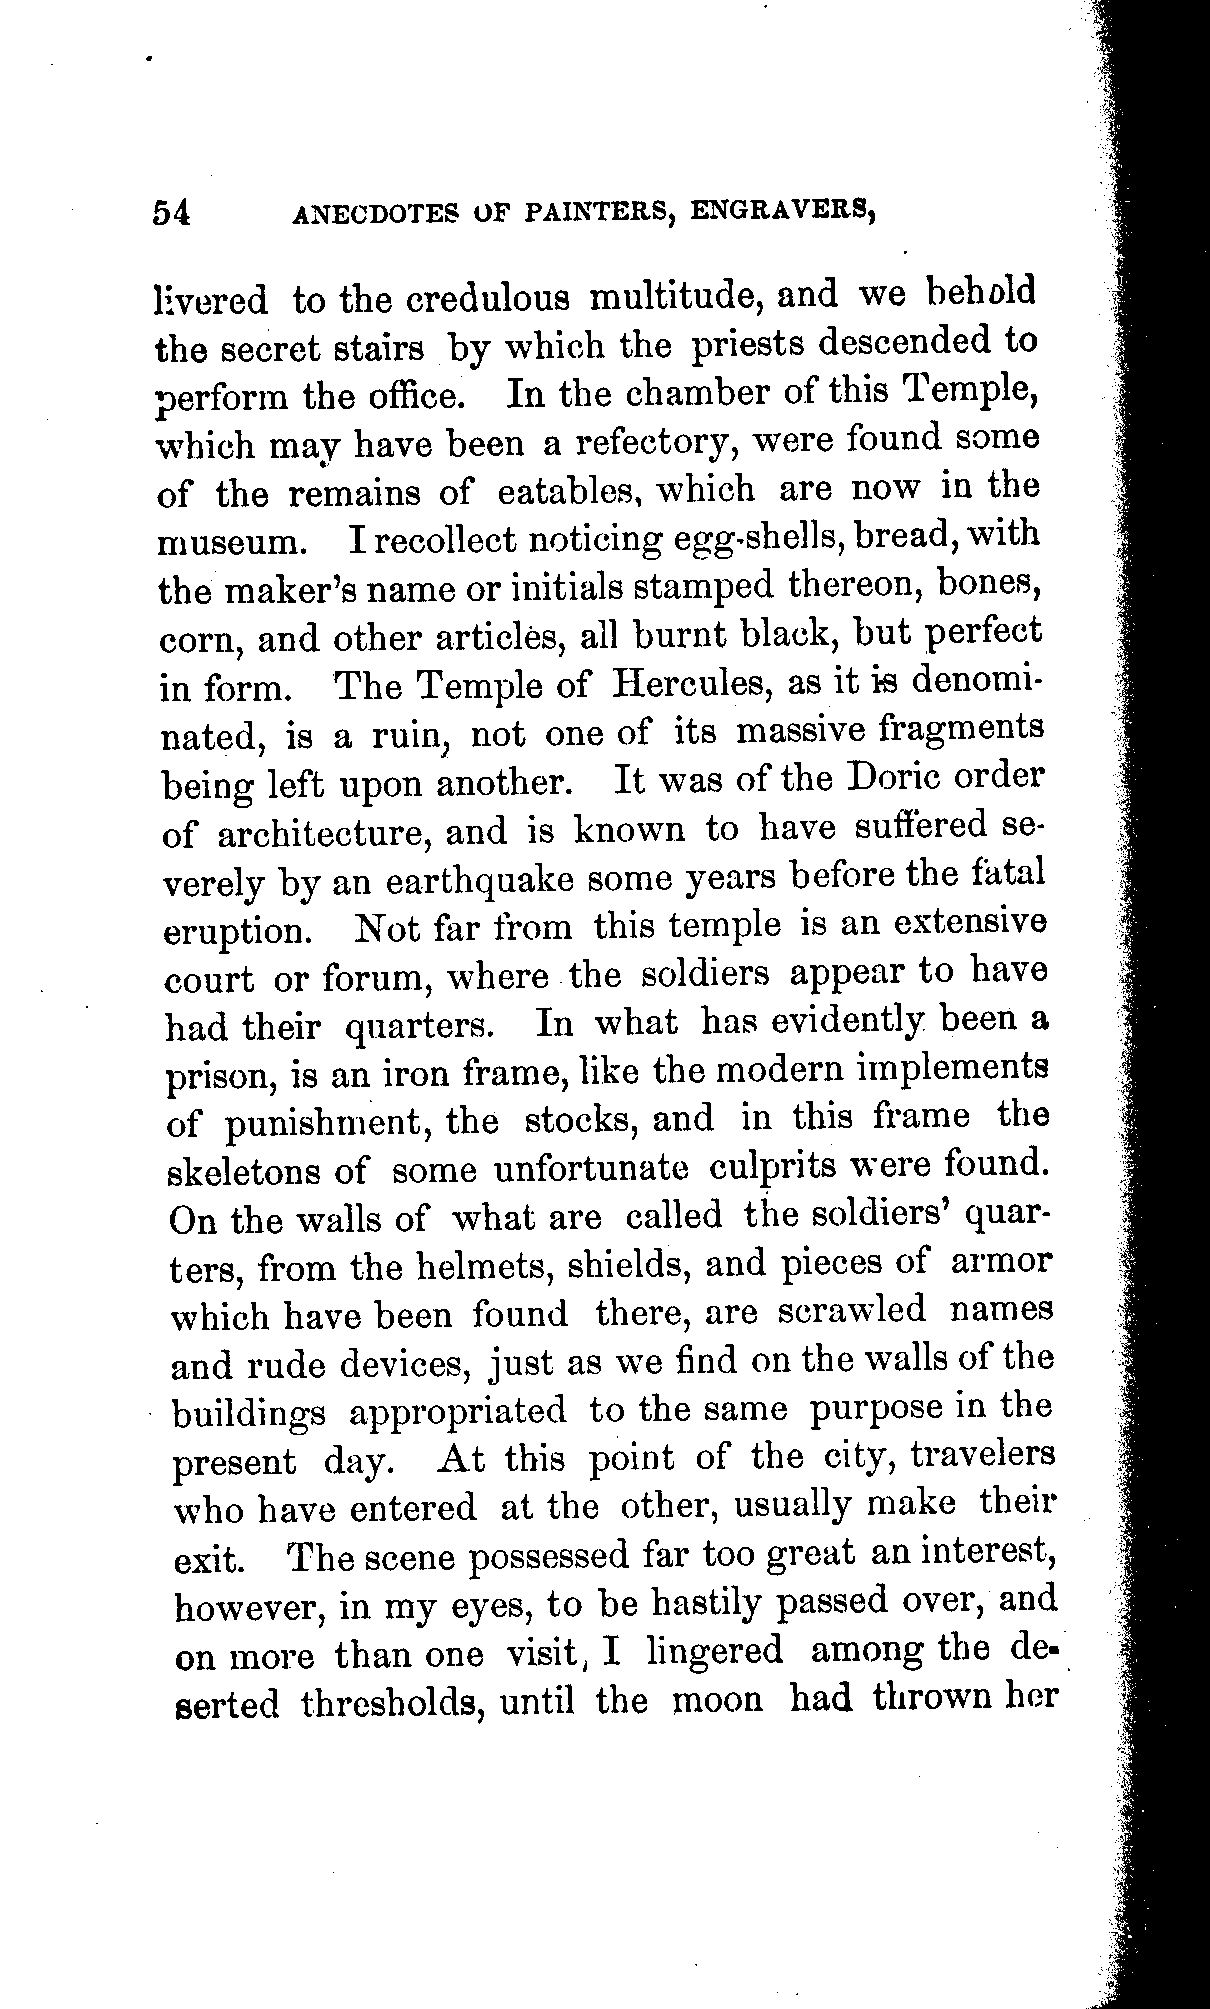 54 ANECDOTES OF PAINTERS, ENGRAVERS,
livered to the credulous multitude, and we behold
the secret stairs by which the priests descended to
perform the office. In the chamber of this Temple,
which may have been a refectory, were found some
of the remains of eatables, which are now in the
museum. I recollect noticing egg-shells, bread, with
the maker's name or initials stamped thereon, bones,
corn, and other articles, all burnt black, but perfect
in form. The Temple of Hercules, as it is denomi-
nated, is a ruin, not one of its massive fragments
being left upon another. It was of the Doric order
of architecture, and is known to have suffered se-
verely by an earthquake some years before the fatal
eruption. Not far from this temple is an extensive
court or forum, where the soldiers appear to have
had their quarters. In what has evidently been a
prison, is an iron frame, like the modern implements
of punishment, the stocks, and in this frame the
skeletons of some unfortunate culprits were found.
On the walls of what are called the soldiers' quar-
ters, from the helmets, shields, and pieces of armor
which have been found there, are scrawled names
and rude devices, just as we find on the walls of the
buildings appropriated to the same purpose in the
present day. At this point of the city, travelers
who have entered at the other, usually make their
exit. The scene possessed far too great an interest,
however, in my eyes, to be hastily passed over, and
on more than one visit, I lingered among the de-
serted thresholds, until the moon had thrown her